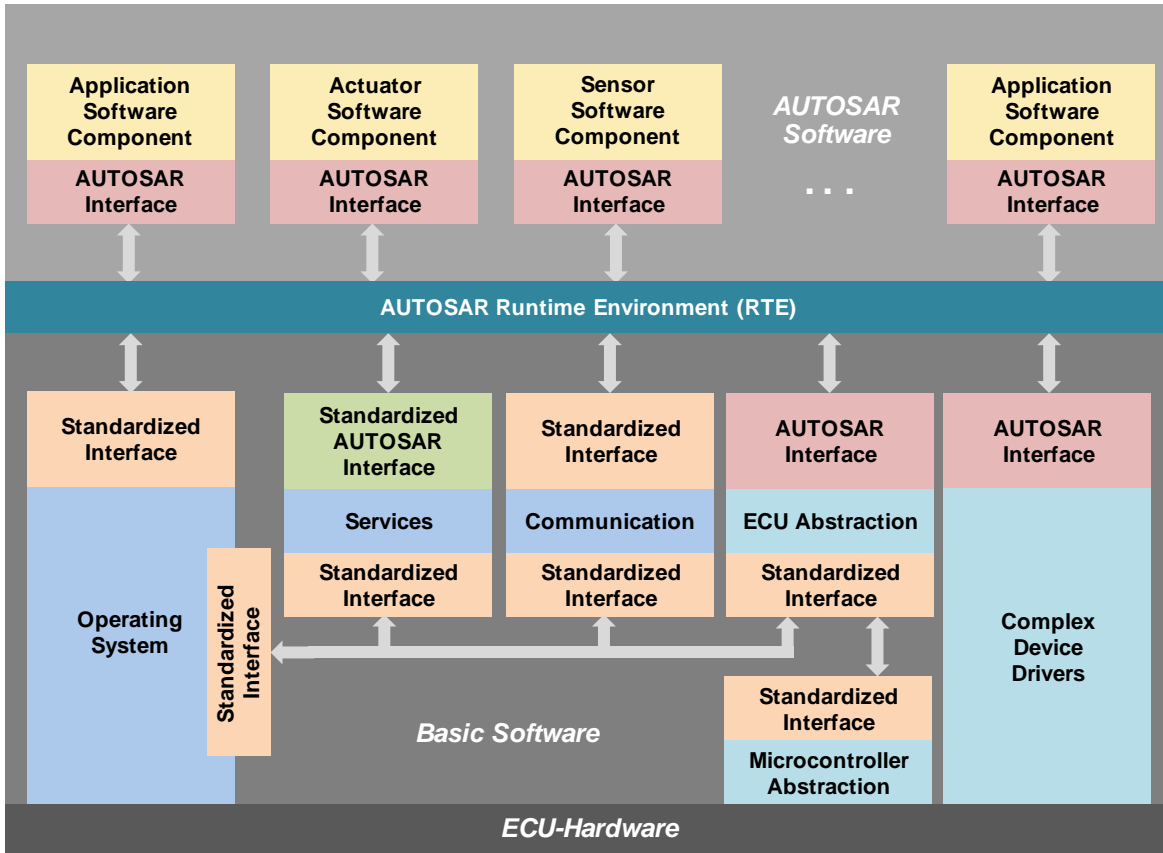 Application
Software
Component
AUTOSAR
Interface
Actuator
Software
Component
AUTOSAR
Interface
Sensor
Software
Component
AUTOSAR
Interface
AUTOSAR
Software
...
Application
Software
Component
AUTOSAR
Interface
AUTOSAR Runtime Environment (RTE)
Standardized
Interface
Operating
System
Standardized
Interface
Standardized
AUTOSAR
Interface
Services
Standardized
Interface
Standardized
Interface
Communication
Standardized
Interface
AUTOSAR
Interface
ECU Abstraction
Standardized
Interface
Standardized
Interface
Microcontroller
Abstraction
AUTOSAR
Interface
Complex
Device
Drivers
Basic Software
ECU-Hardware